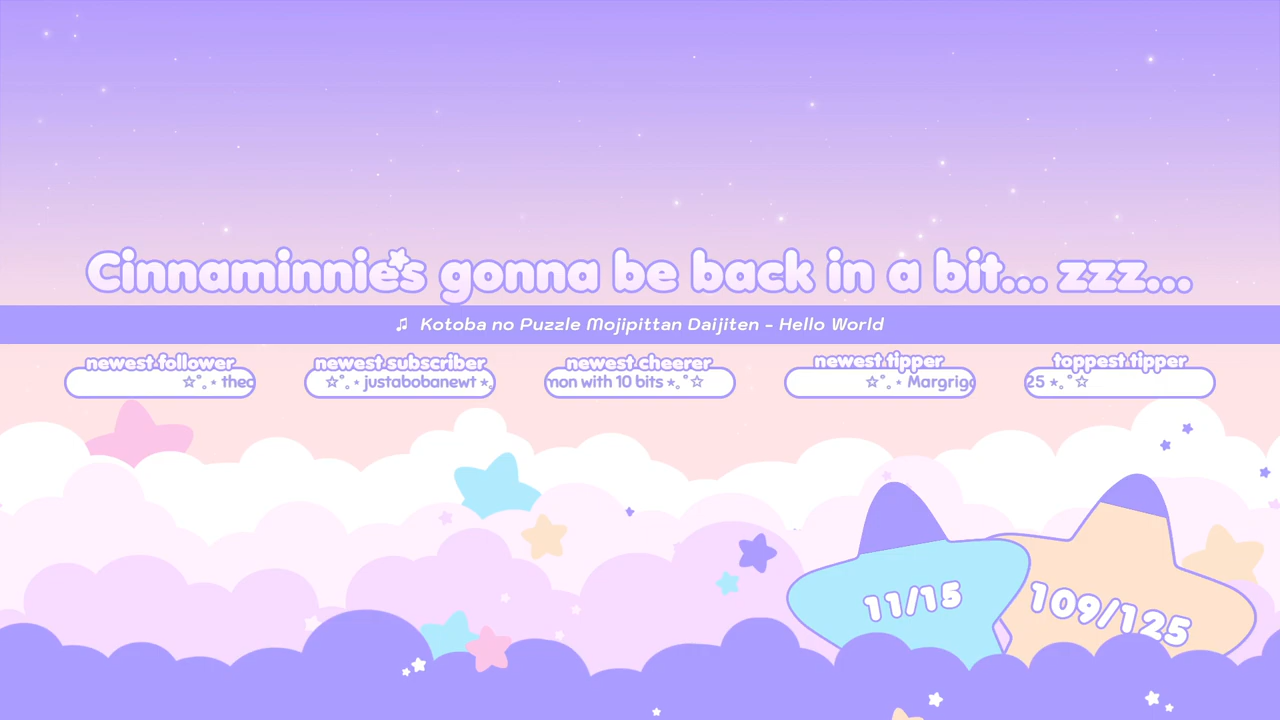 Cinnaminnie's gonna be back in a bit... zzz...
♫ Kotoba no Puzzle Mojipittan Daijiten - Hello World
newest follower
newest subscriber
newest cheerer
newest tipper
toppest tipper
☆˚。⋆ theo
☆˚。⋆ justabobanewt ⋆。
mon with 10 bits ⋆。˚☆
☆˚。⋆ Margrigo
25 ⋆。˚☆
11/15
109/125